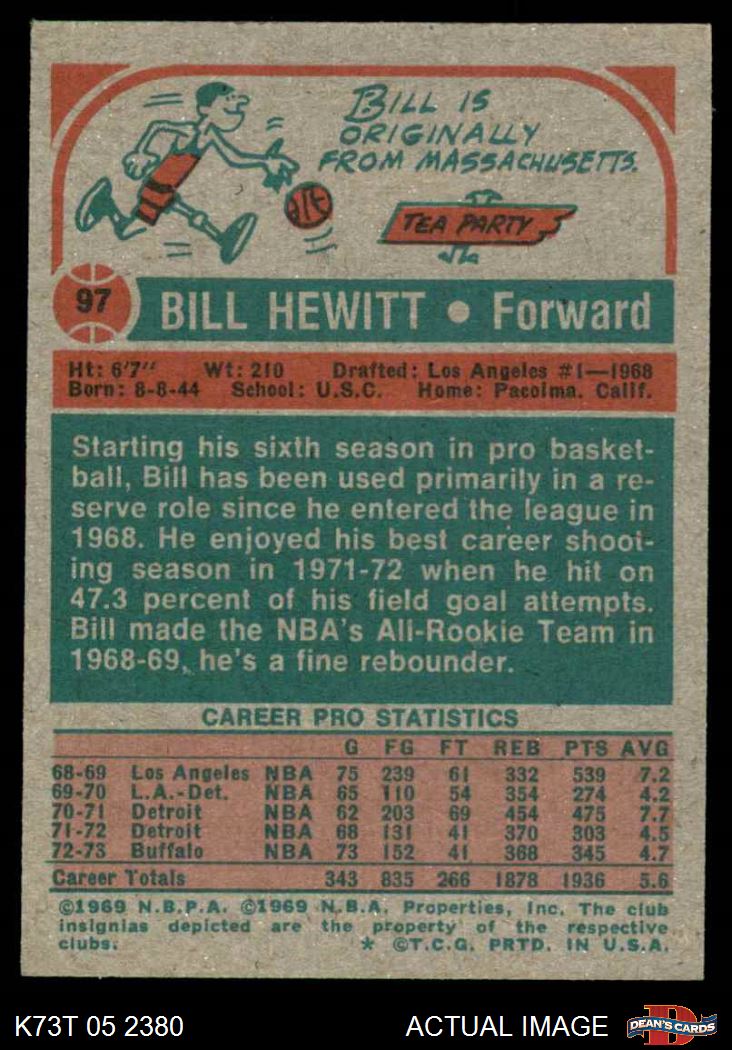 BILL IS
ORIGINALLY
FROM MASSACHUSETTS.
TEA PARTY
97
BILL HEWITT • Forward
Ht: 6'7" Wt: 210 Drafted: Los Angeles #1—1968
Born: 8-8-44 School: U.S.C. Home: Pacoima, Calif.
Starting his sixth season in pro basket-
ball, Bill has been used primarily in a re-
serve role since he entered the league in
1968. He enjoyed his best career shoot-
ing season in 1971-72 when he hit on
47.3 percent of his field goal attempts.
Bill made the NBA's All-Rookie Team in
1968-69, he's a fine rebounder.
CAREER PRO STATISTICS
G FG FT REB PTS AVG
68-69 Los Angeles NBA 75 239 61 332 539 7.2
69-70 L.A.-Det. NBA 65 110 54 354 274 4.2
70-71 Detroit NBA 62 203 69 454 475 7.7
71-72 Detroit NBA 68 131 41 370 303 4.5
72-73 Buffalo NBA 73 152 41 368 345 4.7
Career Totals 343 835 266 1878 1936 5.6
©1969 N.B.P.A. ©1969 N.B.A. Properties, Inc. The club
insignias depicted are the property of the respective
clubs. * ©T.C.G. PRTD. IN U.S.A.
K73T 05 2380 ACTUAL IMAGE DEAN'S CARDS